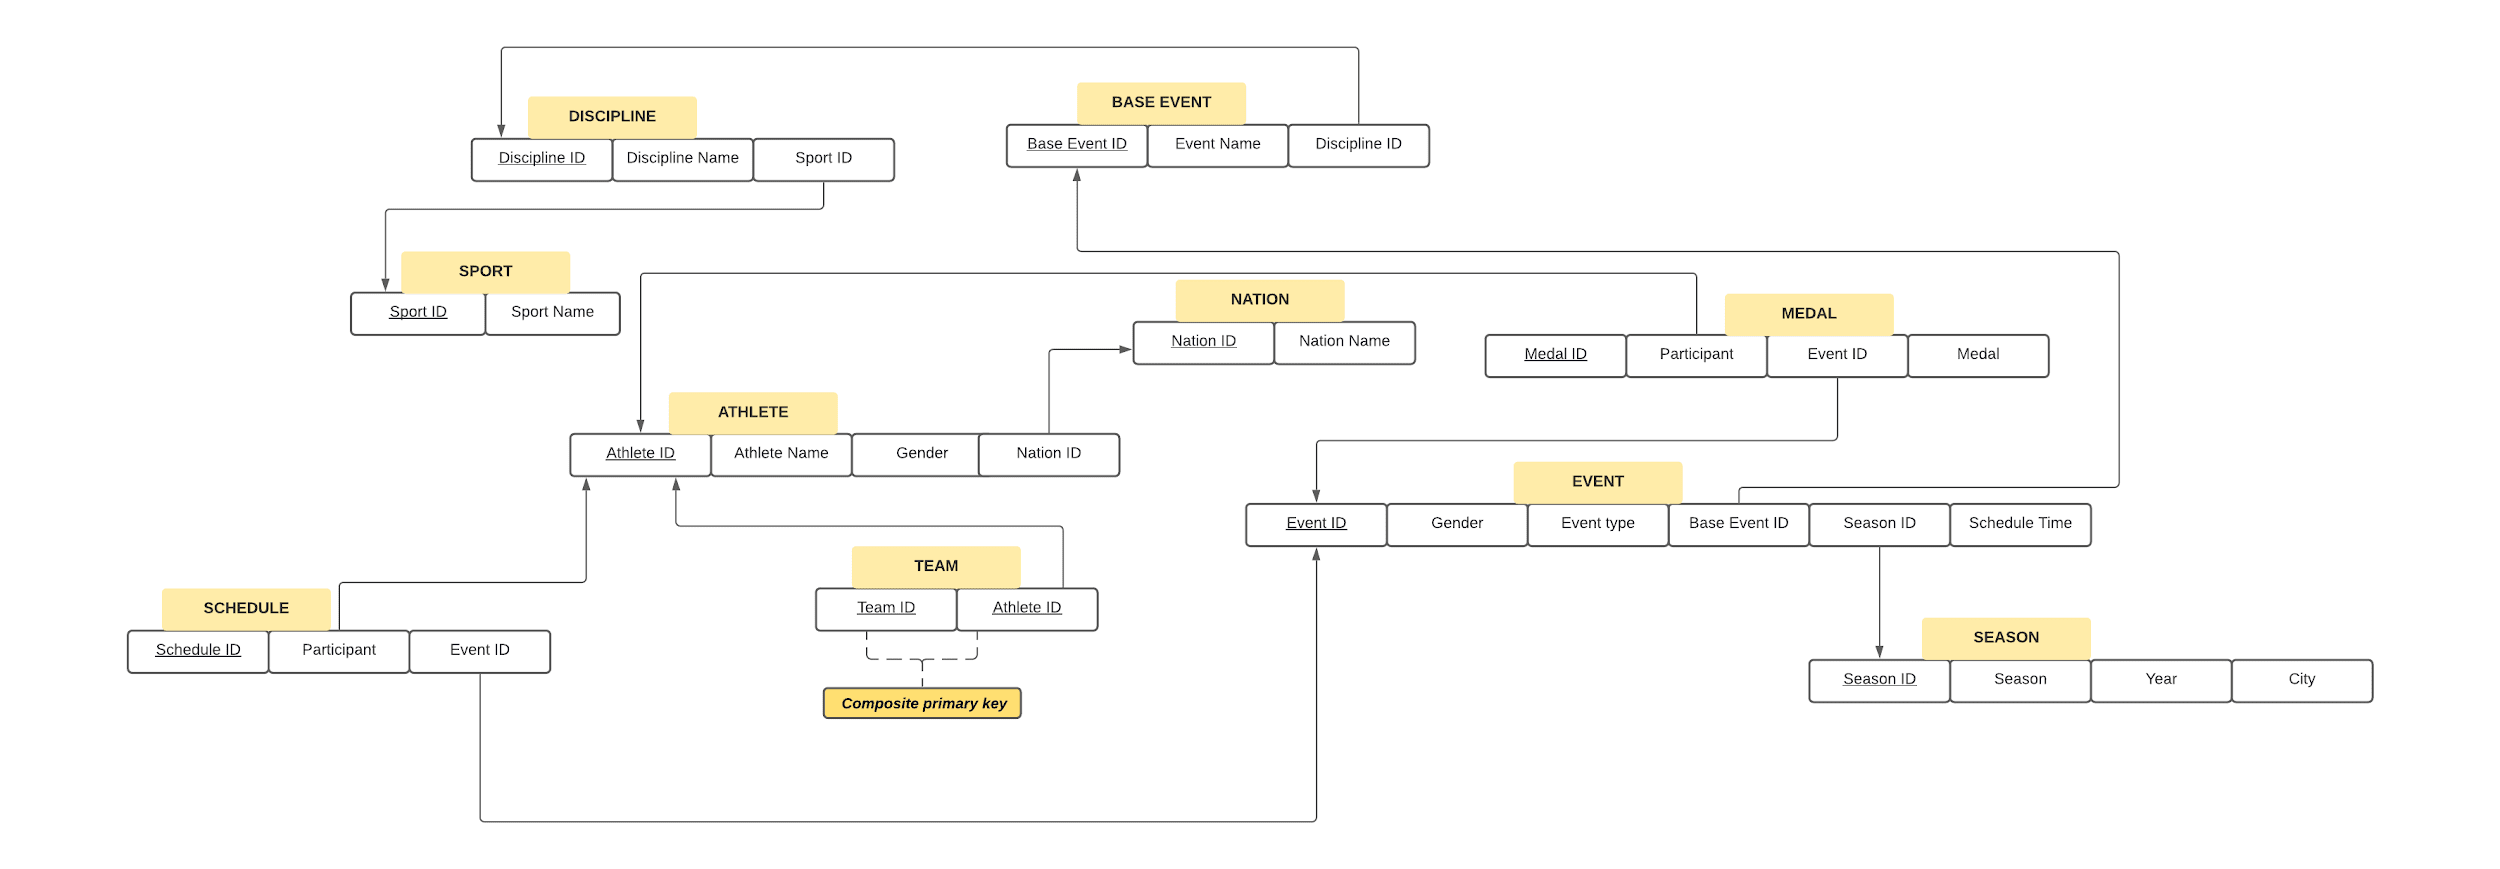 DISCIPLINE
Discipline ID Discipline Name Sport ID
BASE EVENT
Base Event ID Event Name Discipline ID
SPORT
Sport ID Sport Name
NATION
Nation ID Nation Name
MEDAL
Medal ID Participant Event ID Medal
ATHLETE
Athlete ID Athlete Name Gender Nation ID
EVENT
Event ID Gender Event type Base Event ID Season ID Schedule Time
TEAM
Team ID Athlete ID
Composite primary key
SCHEDULE
Schedule ID Participant Event ID
SEASON
Season ID Season Year City